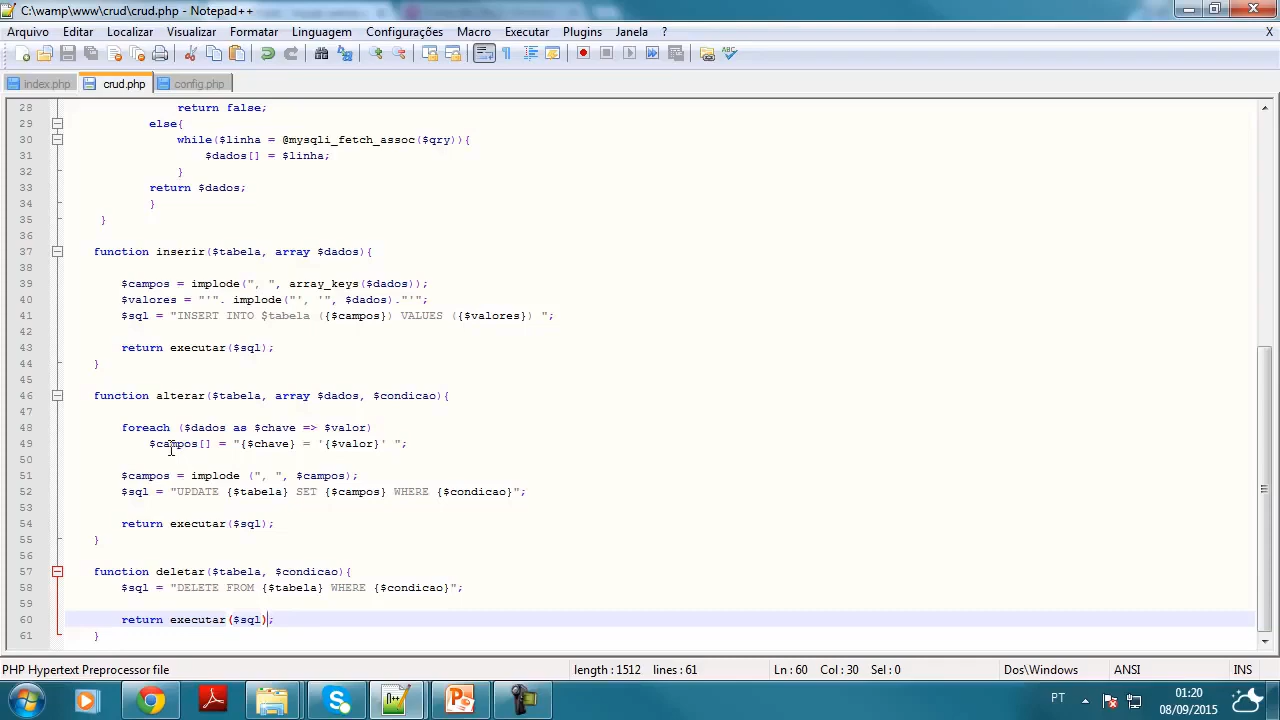 C:\wamp\www\crud\crud.php - Notepad++
Arquivo Editar Localizar Visualizar Formatar Linguagem Configurações Macro Executar Plugins Janela ? X
index.php crud.php config.php
28 return false;
29 else{
30 while($linha = @mysqli_fetch_assoc($qry)){
31 $dados[] = $linha;
32 }
33 return $dados;
34 }
35 }
36
37 function inserir($tabela, array $dados){
38
39 $campos = implode(", ", array_keys($dados));
40 $valores = "'". implode("', '", $dados)."'";
41 $sql = "INSERT INTO $tabela ({$campos}) VALUES ({$valores}) ";
42
43 return executar($sql);
44 }
45
46 function alterar($tabela, array $dados, $condicao){
47
48 foreach ($dados as $chave => $valor)
49 $campos[] = "{$chave} = '{$valor}' ";
50
51 $campos = implode (", ", $campos);
52 $sql = "UPDATE {$tabela} SET {$campos} WHERE {$condicao}";
53
54 return executar($sql);
55 }
56
57 function deletar($tabela, $condicao){
58 $sql = "DELETE FROM {$tabela} WHERE {$condicao}";
59
60 return executar($sql);
61 }
PHP Hypertext Preprocessor file length : 1512 lines : 61 Ln : 60 Col : 30 Sel : 0 Dos\Windows ANSI INS
PT 01:20
08/09/2015